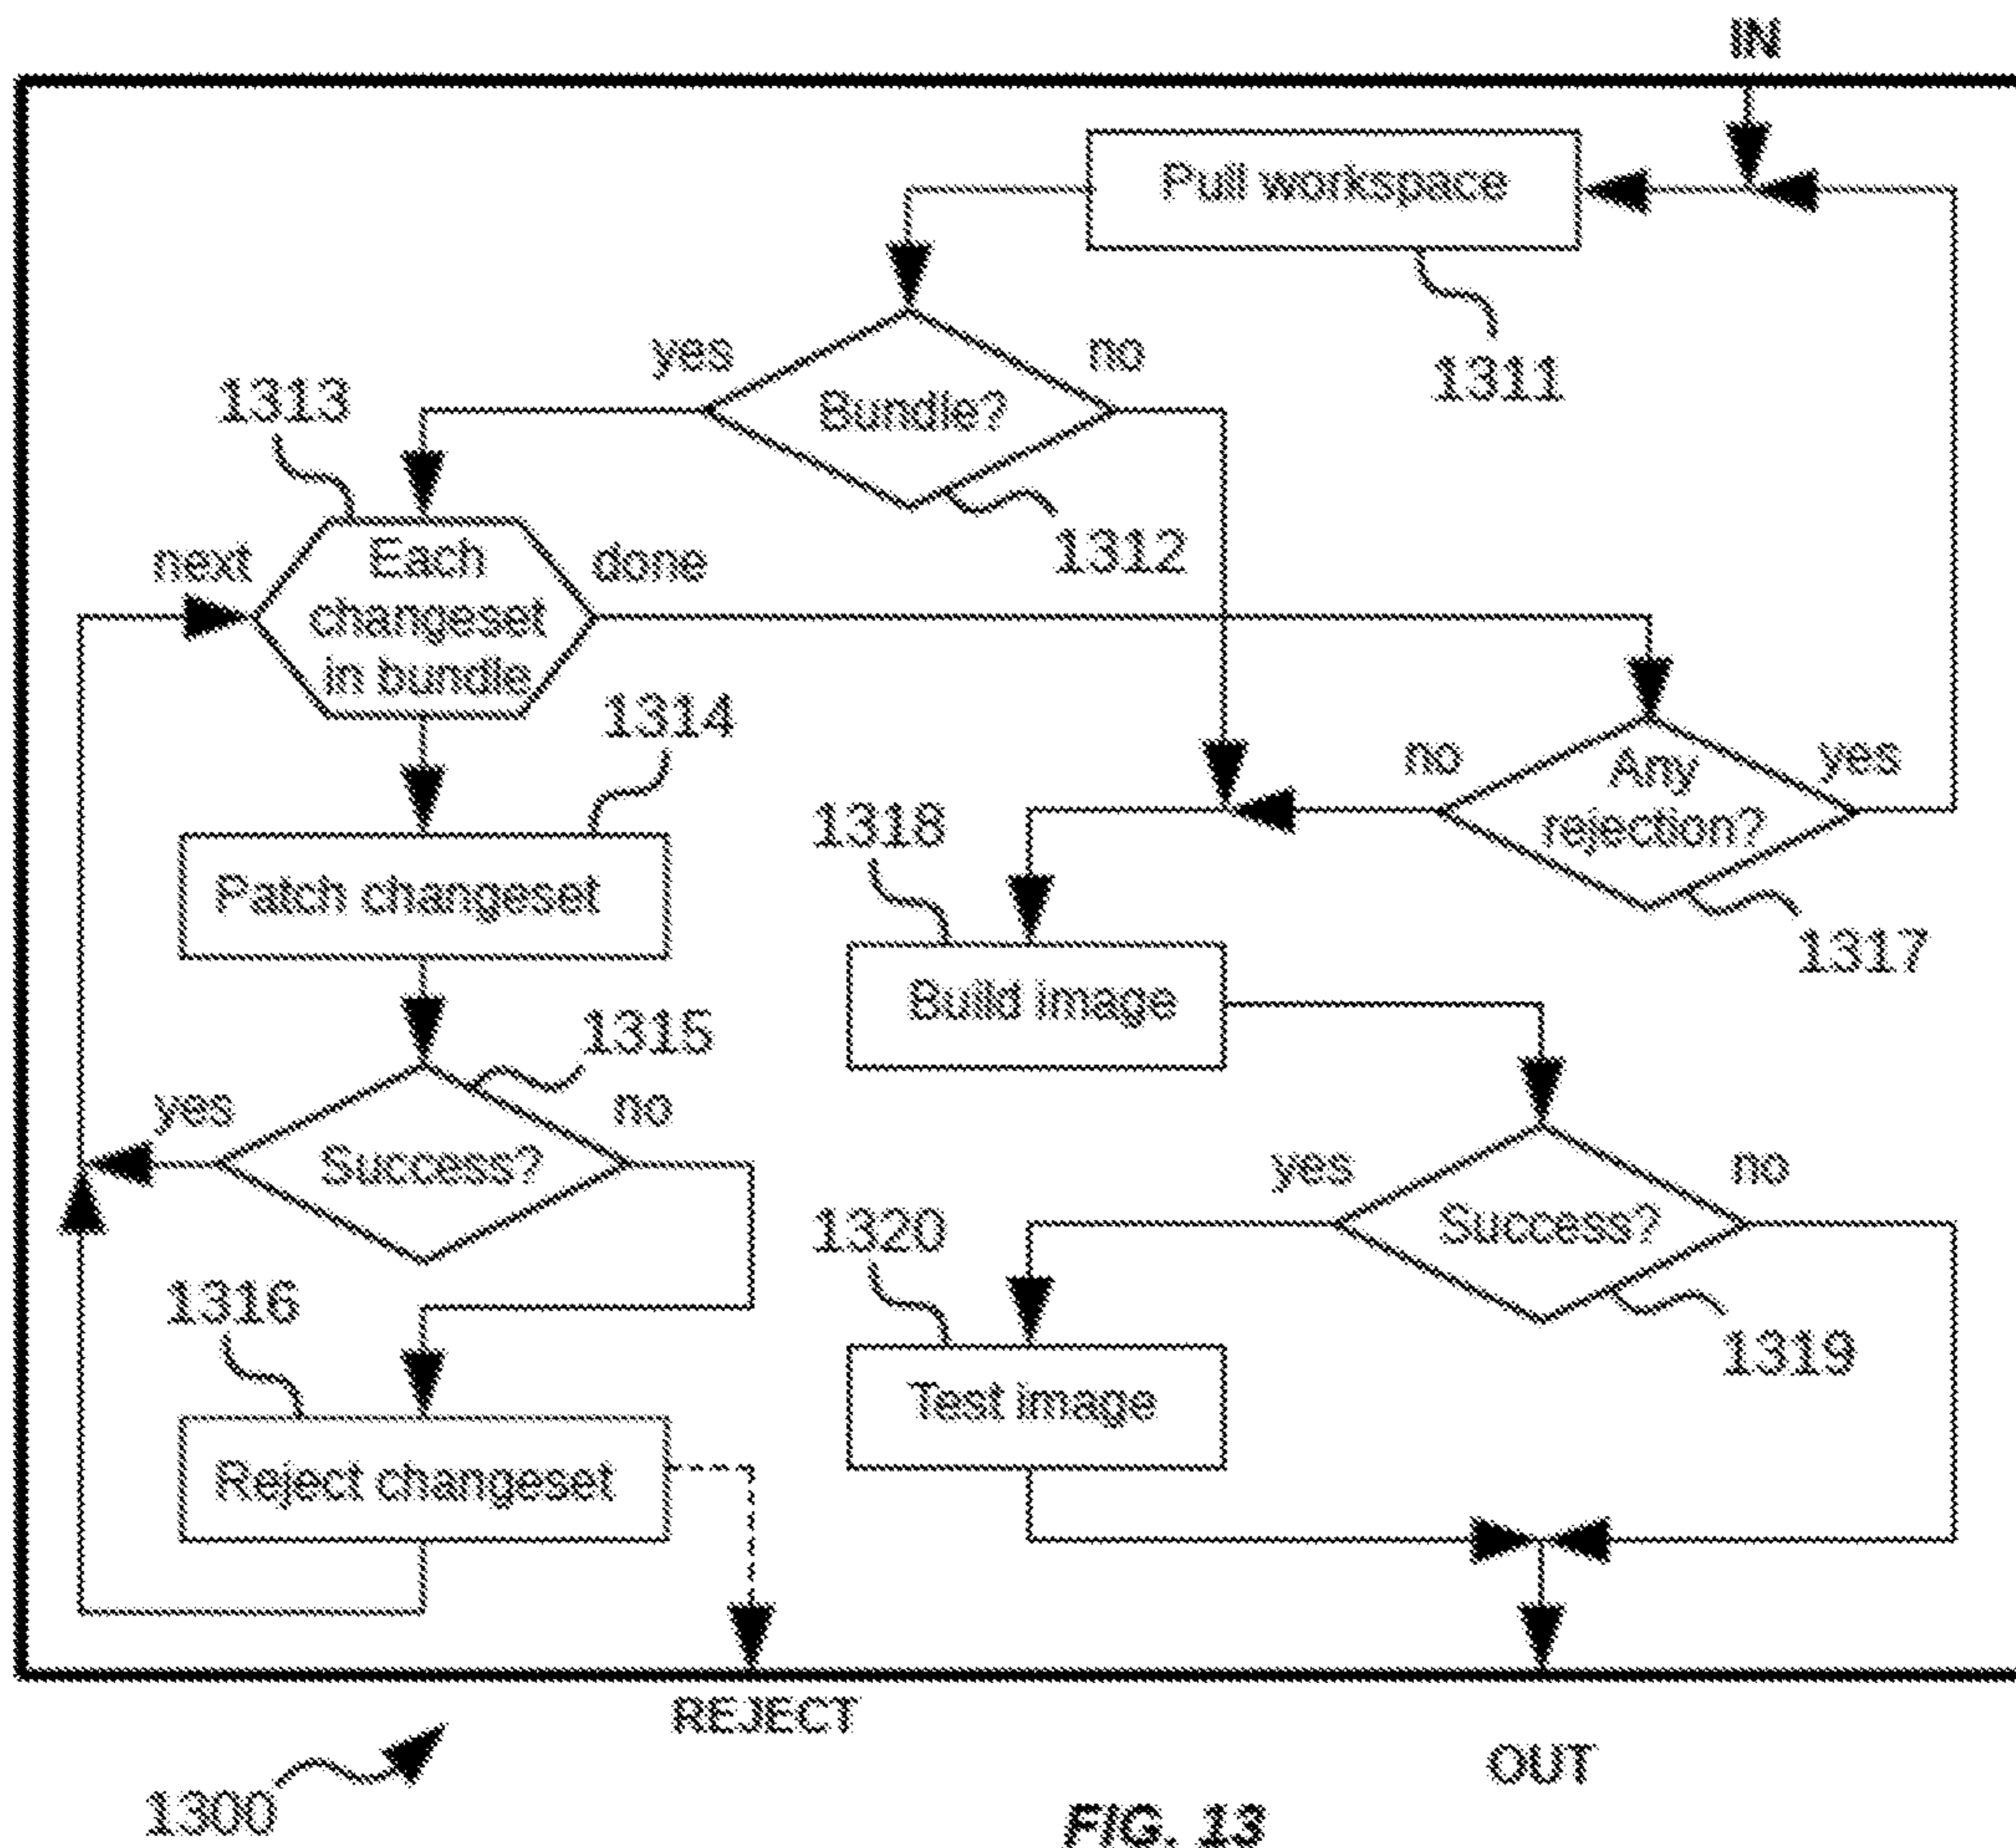 IN
Pull workspace
1311
yes
no
Bundle?
1312
1313
next
done
Each
changeset
in bundle
1314
Patch changeset
1315
yes
no
Success?
1316
Reject changeset
no
yes
Any
rejection?
1317
1318
Build image
yes
no
Success?
1319
1320
Test image
REJECT
OUT
1300
FIG. 13